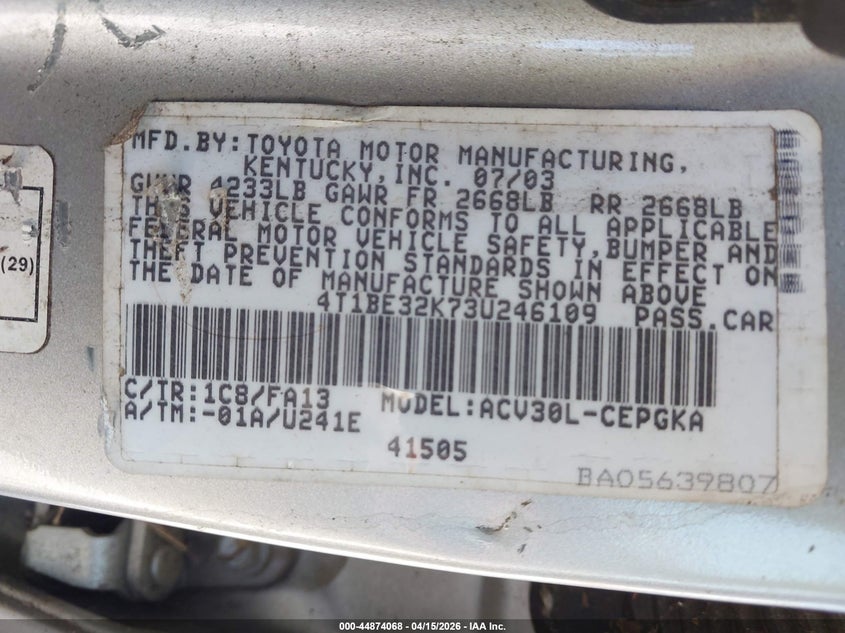 MFD.BY:TOYOTA MOTOR MANUFACTURING,
KENTUCKY,INC. 07/03
GVWR 4233LB GAWR FR 2668LB RR 2668LB
THIS VEHICLE CONFORMS TO ALL APPLICABLE
FEDERAL MOTOR VEHICLE SAFETY,BUMPER AND
THEFT PREVENTION STANDARDS IN EFFECT ON
THE DATE OF MANUFACTURE SHOWN ABOVE
4T1BE32K73U246109 PASS.CAR
C/TR:1C8/FA13 MODEL:ACV30L-CEPGKA
A/TM:-01A/U241E
41505
BA05639807
(29)
000-44874068 - 04/15/2026 - IAA Inc.